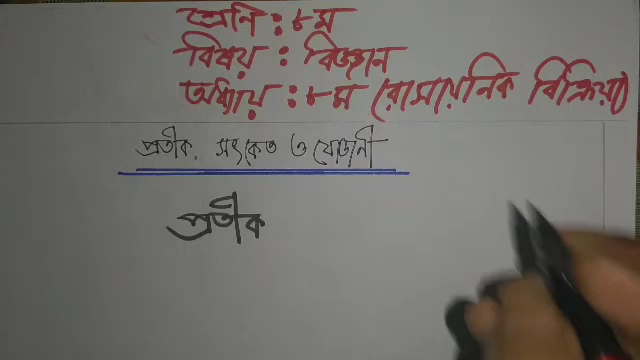 শ্রেনি : ৮ম
বিষয় : বিজ্ঞান
অধ্যায় : ৮ম (রাসায়েনিক বিক্রিয়া)
প্রতীক, সংকেত ও যোজনী
প্রতীক